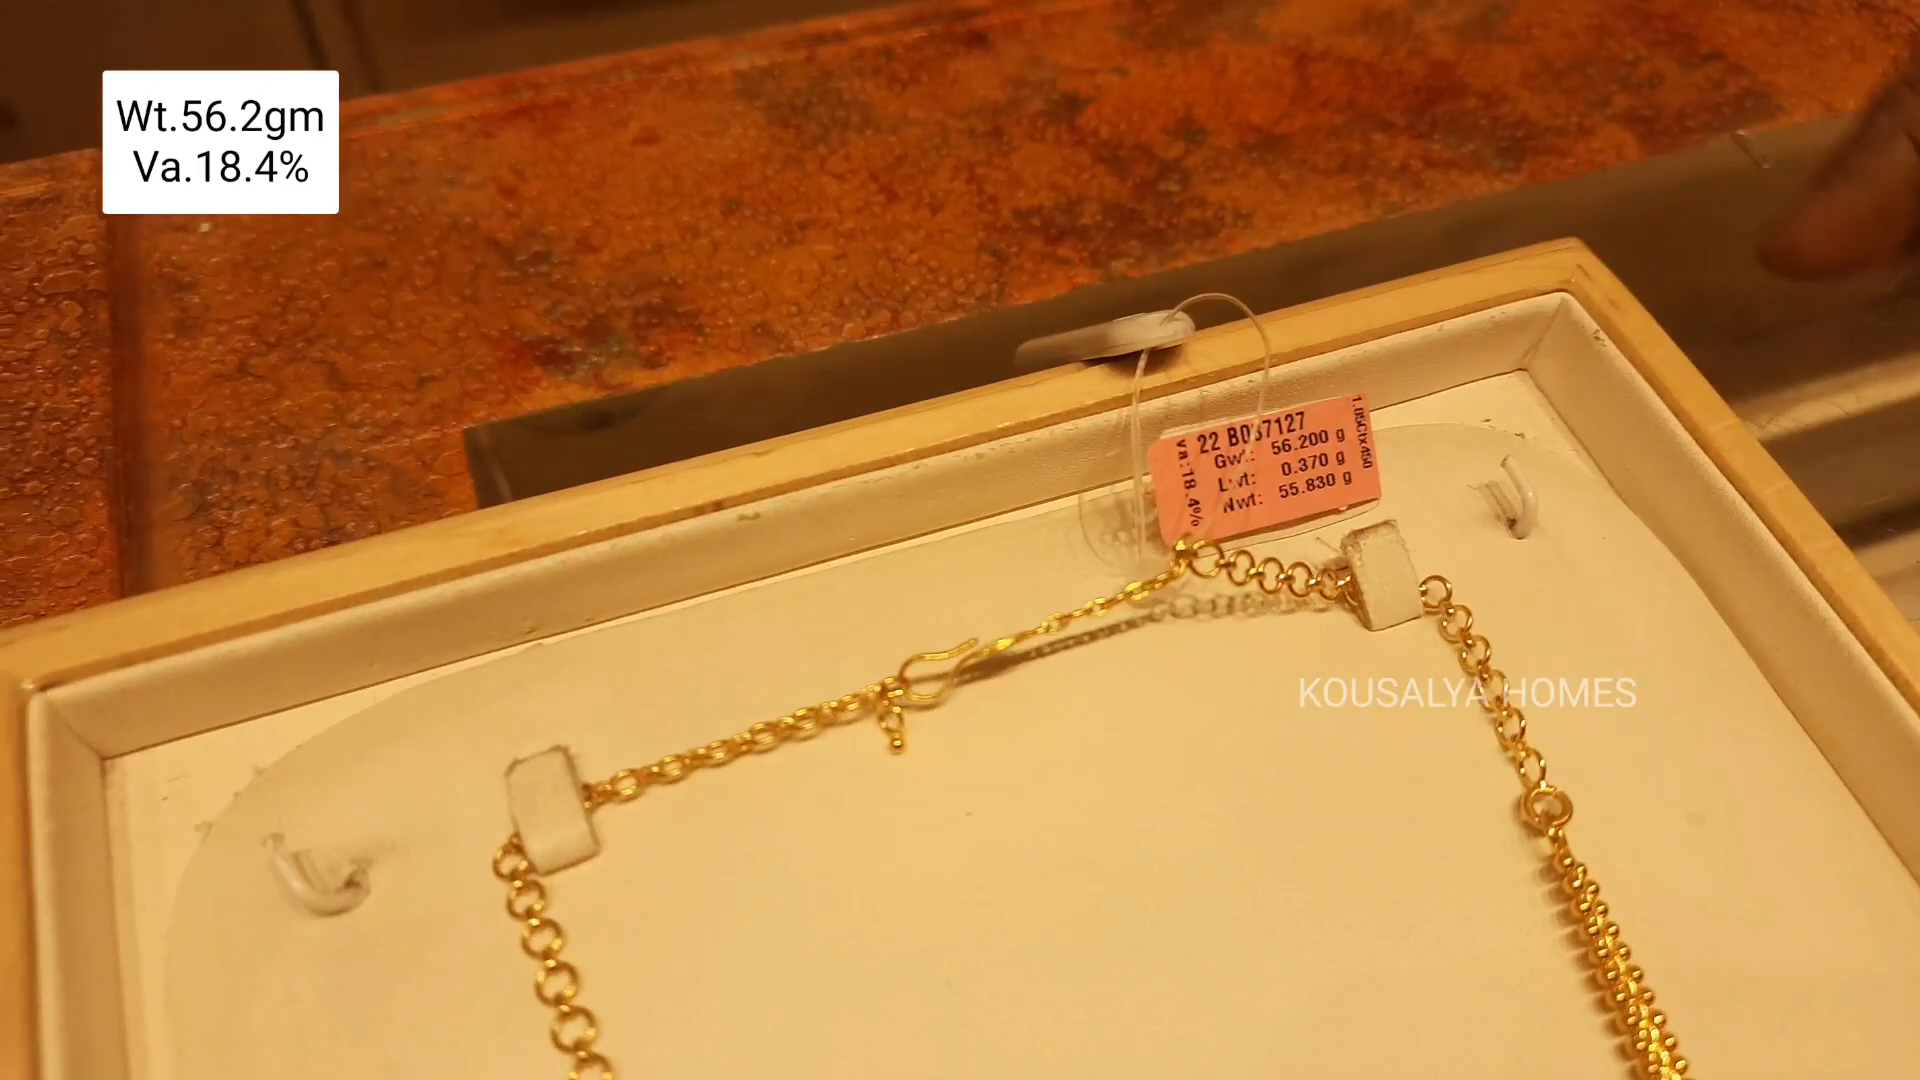 Wt.56.2gm
Va.18.4%
22 B037127
Gwt: 56.200 g
Lwt: 0.370 g
Nwt: 55.830 g
Va:18.4%
KOUSALYA HOMES